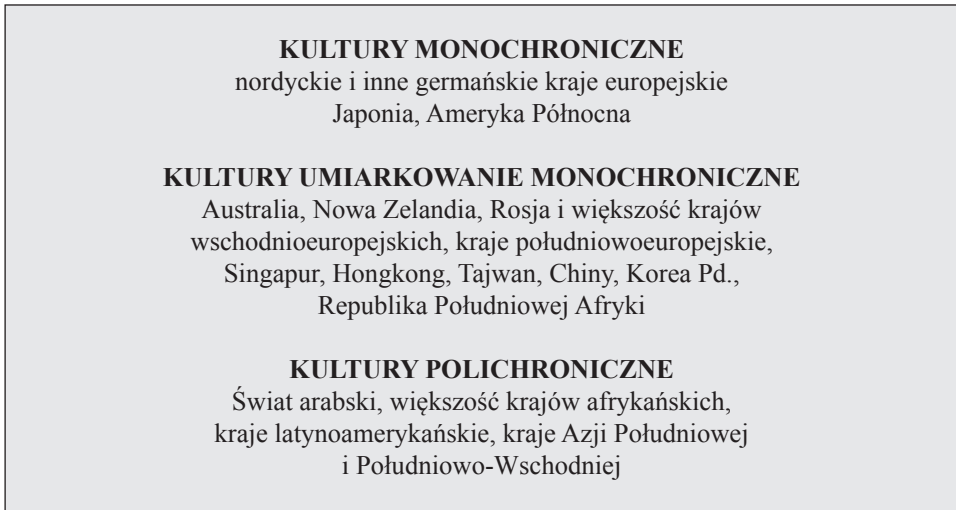 KULTURY MONOCHRONICZNE
nordyckie i inne germańskie kraje europejskie
Japonia, Ameryka Północna
KULTURY UMIARKOWANIE MONOCHRONICZNE
Australia, Nowa Zelandia, Rosja i większość krajów
wschodnioeuropejskich, kraje południowoeuropejskie,
Singapur, Hongkong, Tajwan, Chiny, Korea Pd.,
Republika Południowej Afryki
KULTURY POLICHRONICZNE
Świat arabski, większość krajów afrykańskich,
kraje latynoamerykańskie, kraje Azji Południowej
i Południowo-Wschodniej